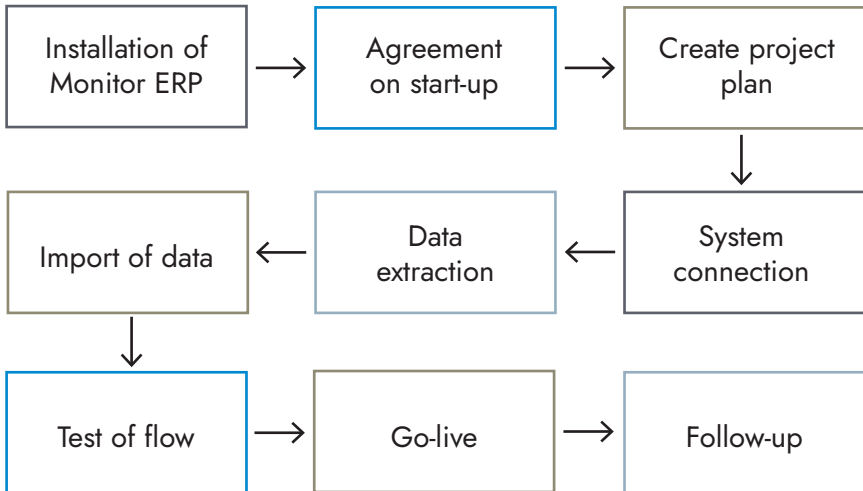 Installation of
Monitor ERP
Agreement
on start-up
Create project
plan
System
connection
Data
extraction
Import of data
Test of flow
Go-live
Follow-up